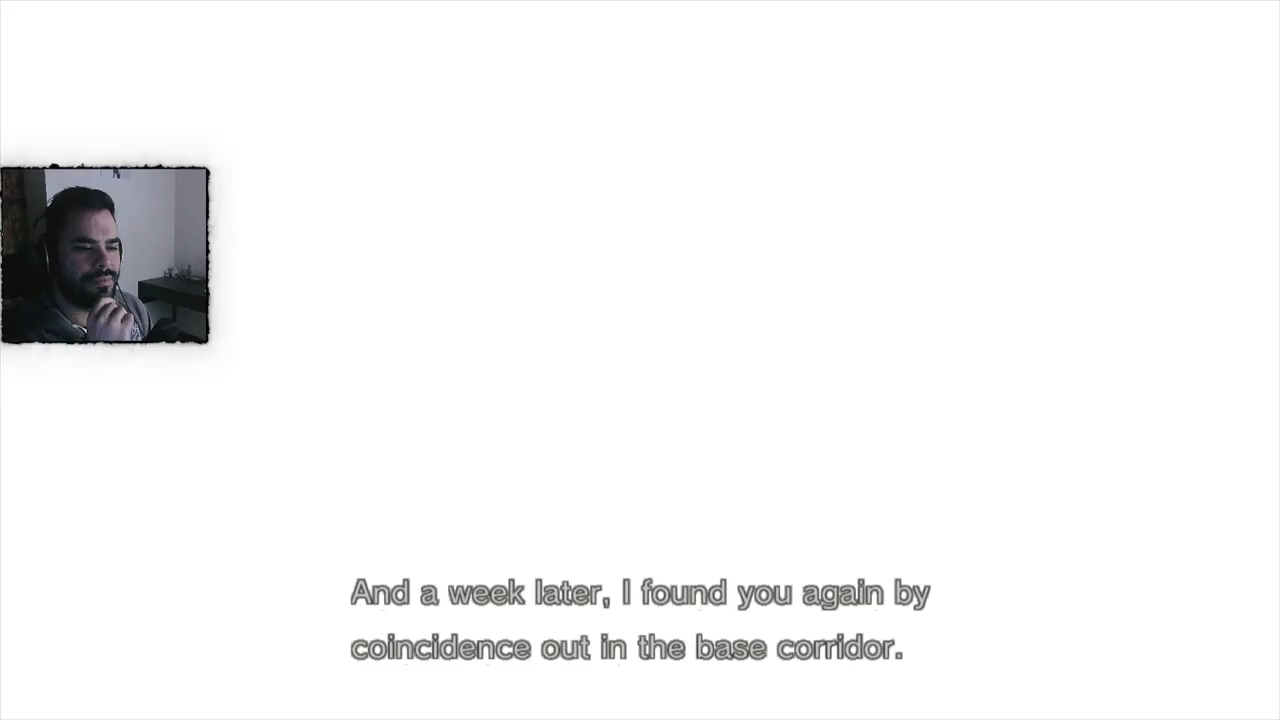 And a week later, I found you again by
coincidence out in the base corridor.